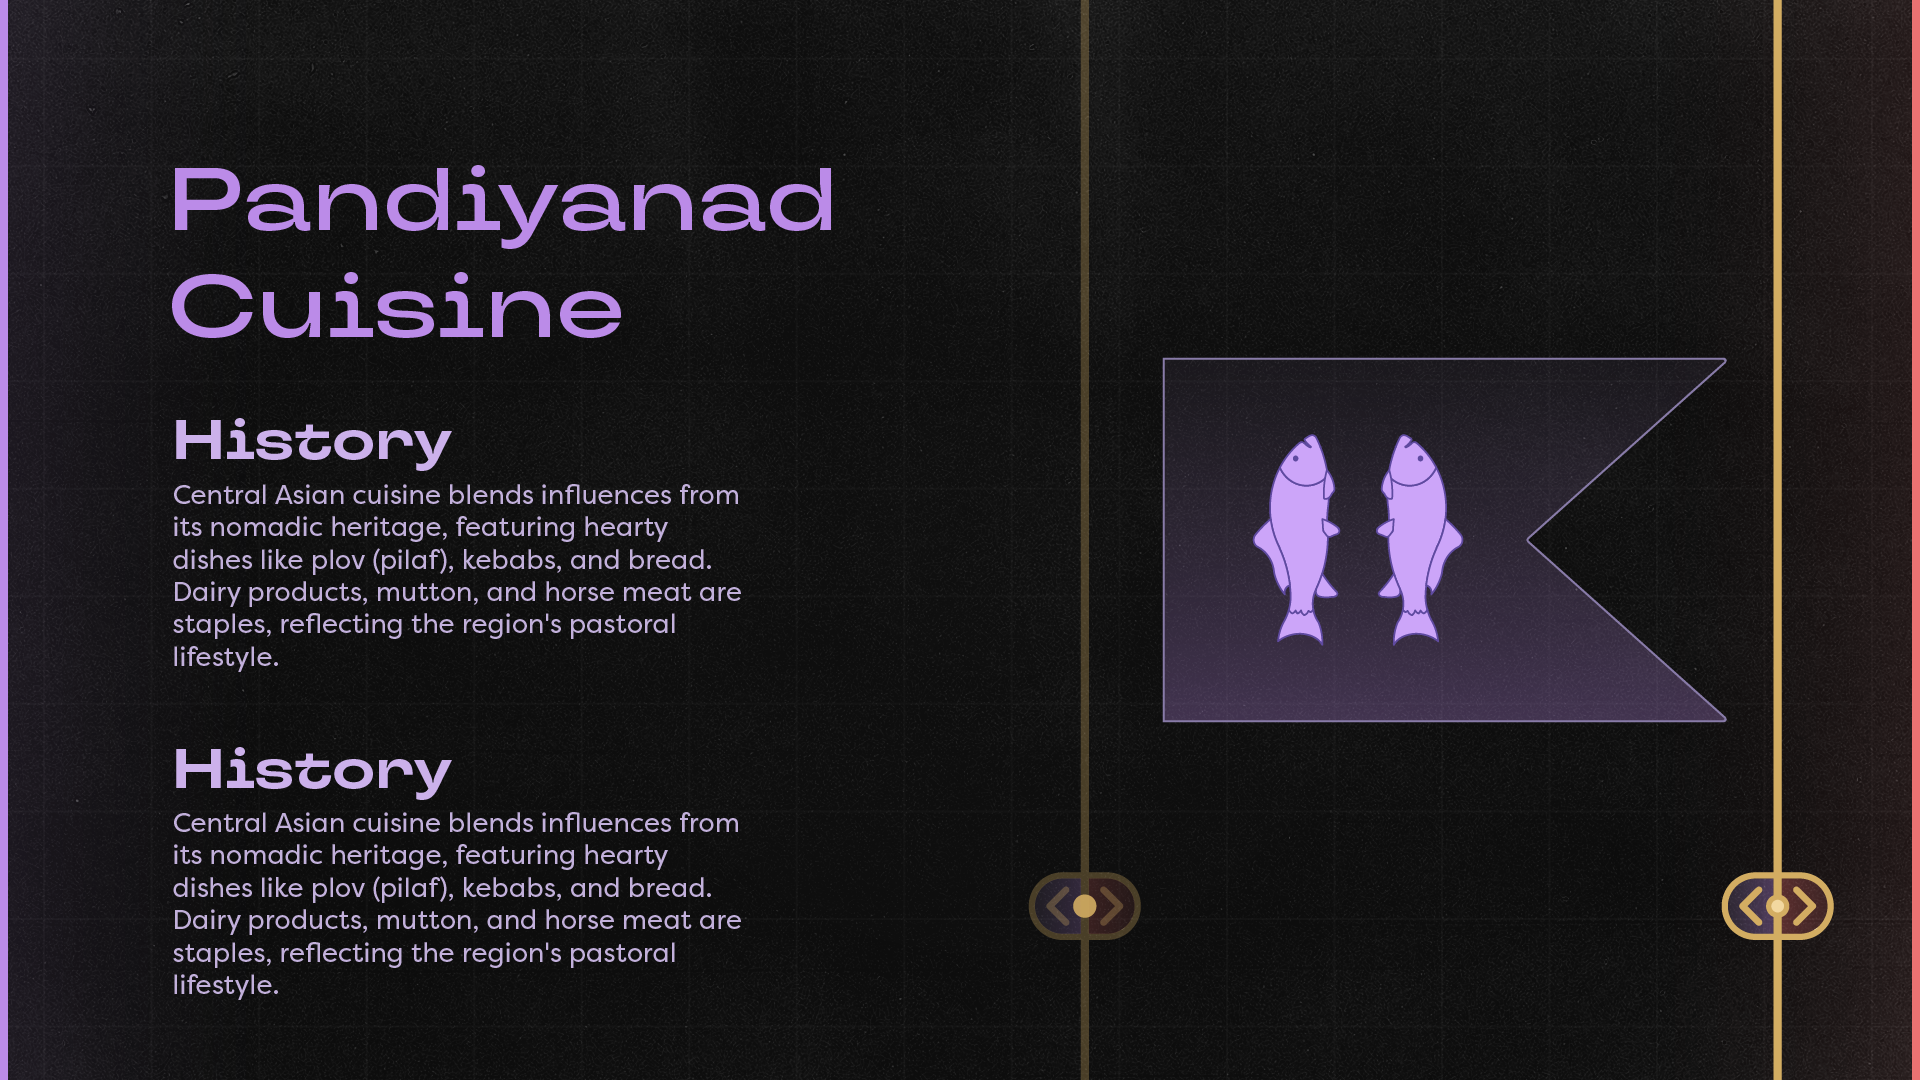 Pandiyanad
Cuisine
History
Central Asian cuisine blends influences from
its nomadic heritage, featuring hearty
dishes like plov (pilaf), kebabs, and bread.
Dairy products, mutton, and horse meat are
staples, reflecting the region's pastoral
lifestyle.
History
Central Asian cuisine blends influences from
its nomadic heritage, featuring hearty
dishes like plov (pilaf), kebabs, and bread.
Dairy products, mutton, and horse meat are
staples, reflecting the region's pastoral
lifestyle.